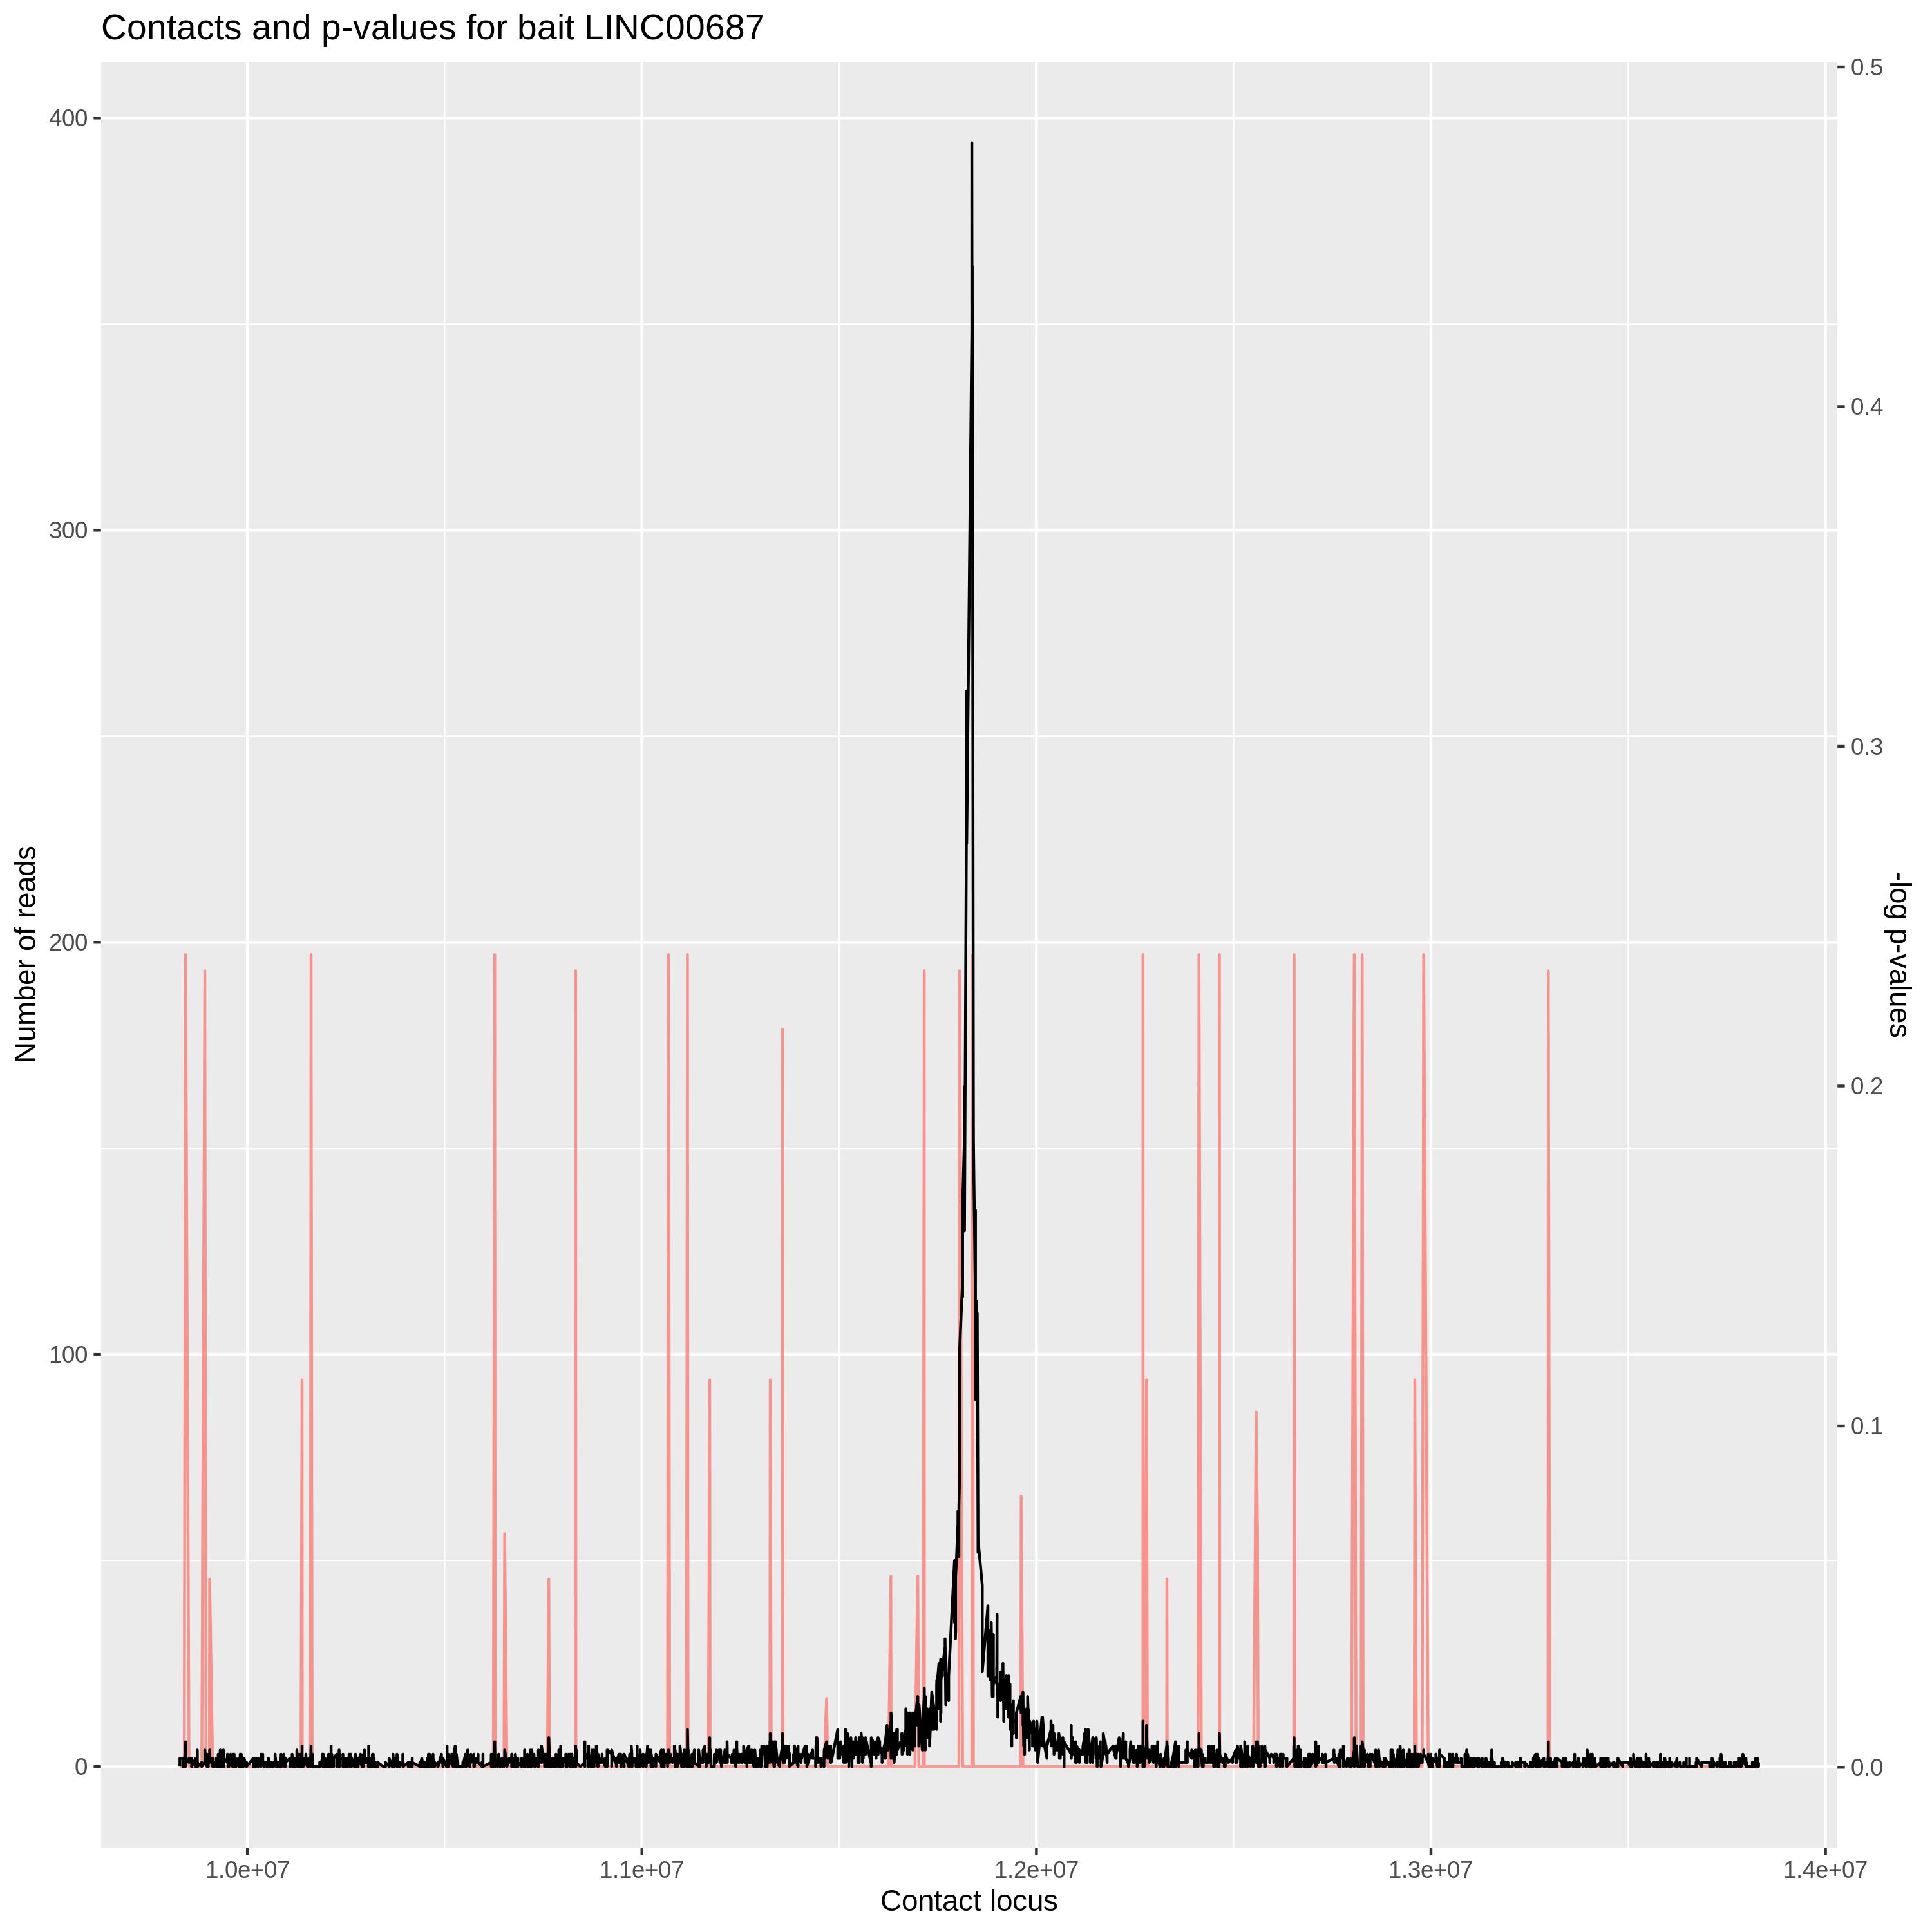 Contacts and p-values for bait LINC00687
Number of reads
400
300
200
100
0
0.5
0.4
0.3
0.2
0.1
0.0
-log p-values
1.0e+07
1.1e+07
1.2e+07
1.3e+07
1.4e+07
Contact locus